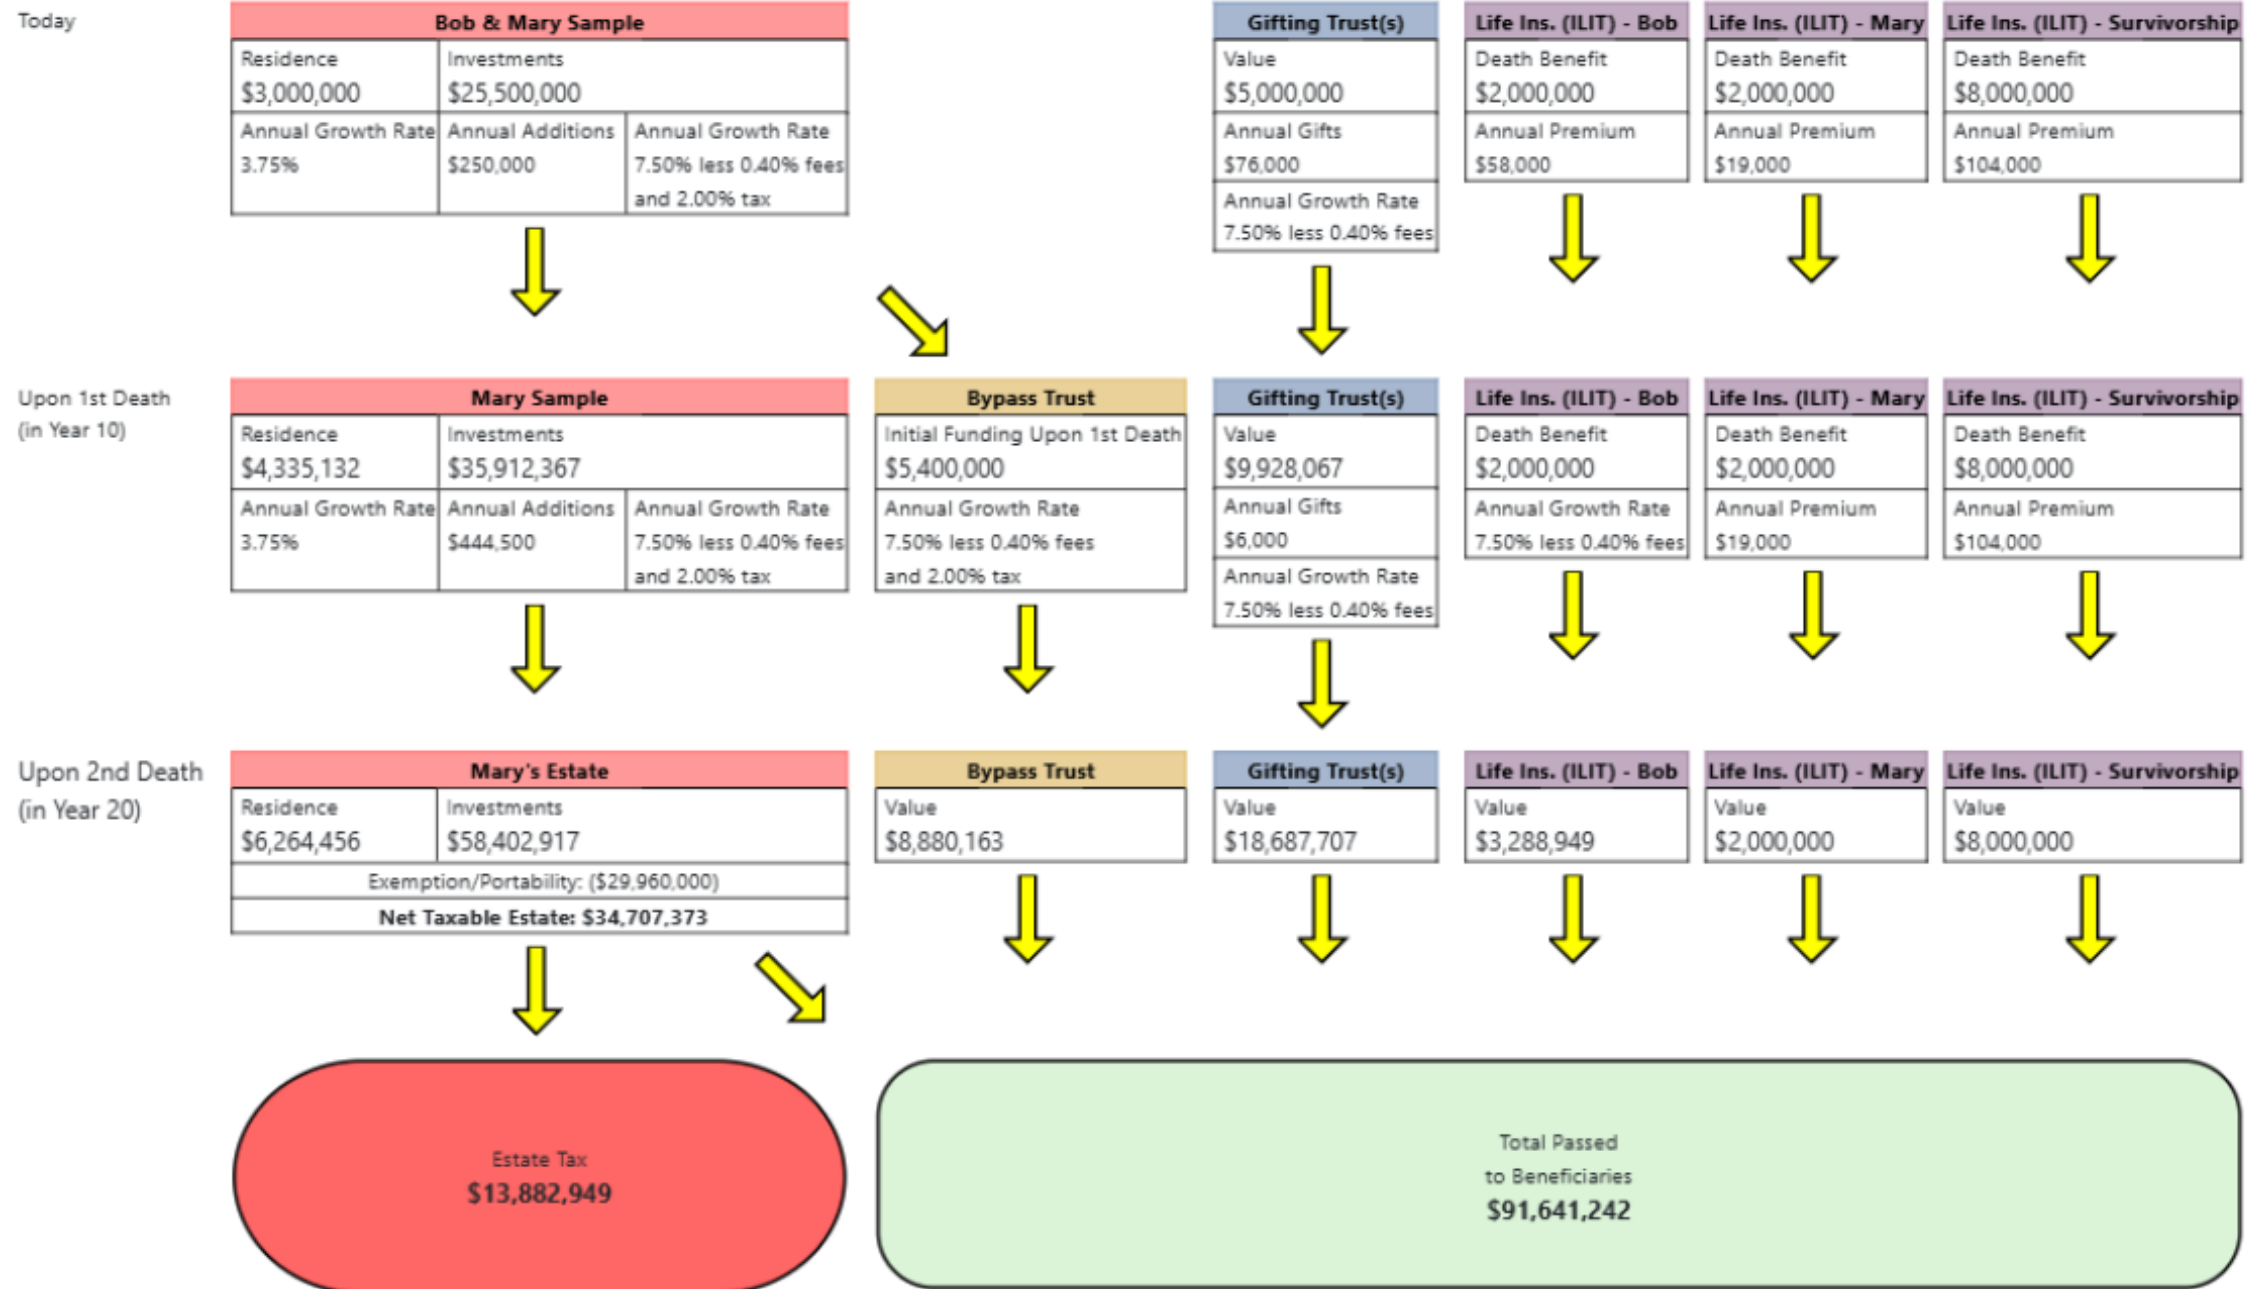 Today
Bob & Mary Sample
Residence
$3,000,000
Investments
$25,500,000
Annual Growth Rate
3.75%
Annual Additions
$250,000
Annual Growth Rate
7.50% less 0.40% fees
and 2.00% tax
Gifting Trust(s)
Value
$5,000,000
Annual Gifts
$76,000
Annual Growth Rate
7.50% less 0.40% fees
Life Ins. (ILIT) - Bob
Death Benefit
$2,000,000
Annual Premium
$58,000
Life Ins. (ILIT) - Mary
Death Benefit
$2,000,000
Annual Premium
$19,000
Life Ins. (ILIT) - Survivorship
Death Benefit
$8,000,000
Annual Premium
$104,000
Upon 1st Death
(in Year 10)
Mary Sample
Residence
$4,335,132
Investments
$35,912,367
Annual Growth Rate
3.75%
Annual Additions
$444,500
Annual Growth Rate
7.50% less 0.40% fees
and 2.00% tax
Bypass Trust
Initial Funding Upon 1st Death
$5,400,000
Annual Growth Rate
7.50% less 0.40% fees
and 2.00% tax
Gifting Trust(s)
Value
$9,928,067
Annual Gifts
$6,000
Annual Growth Rate
7.50% less 0.40% fees
Life Ins. (ILIT) - Bob
Death Benefit
$2,000,000
Annual Growth Rate
7.50% less 0.40% fees
Life Ins. (ILIT) - Mary
Death Benefit
$2,000,000
Annual Premium
$19,000
Life Ins. (ILIT) - Survivorship
Death Benefit
$8,000,000
Annual Premium
$104,000
Upon 2nd Death
(in Year 20)
Mary's Estate
Residence
$6,264,456
Investments
$58,402,917
Exemption/Portability: ($29,960,000)
Net Taxable Estate: $34,707,373
Bypass Trust
Value
$8,880,163
Gifting Trust(s)
Value
$18,687,707
Life Ins. (ILIT) - Bob
Value
$3,288,949
Life Ins. (ILIT) - Mary
Value
$2,000,000
Life Ins. (ILIT) - Survivorship
Value
$8,000,000
Estate Tax
$13,882,949
Total Passed
to Beneficiaries
$91,641,242